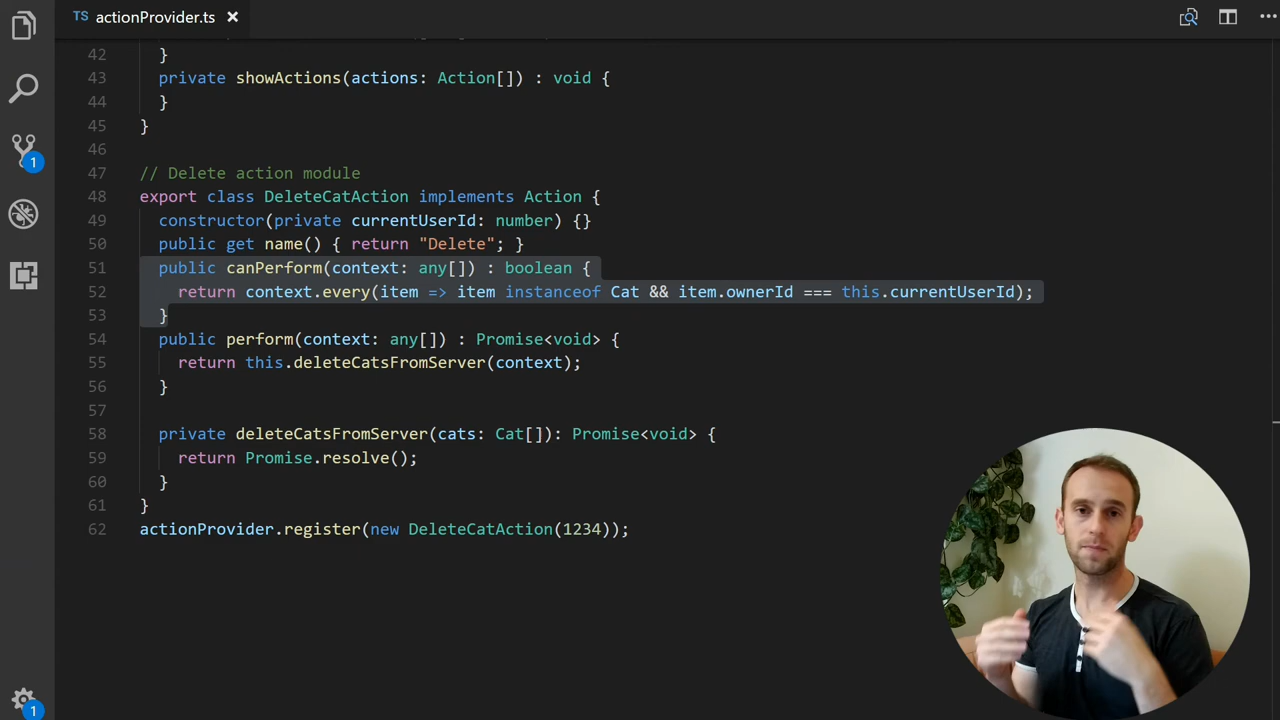 TS actionProvider.ts ×
42 }
43 private showActions(actions: Action[]) : void {
44 }
45 }
46
47 // Delete action module
48 export class DeleteCatAction implements Action {
49 constructor(private currentUserId: number) {}
50 public get name() { return "Delete"; }
51 public canPerform(context: any[]) : boolean {
52 return context.every(item => item instanceof Cat && item.ownerId === this.currentUserId);
53 }
54 public perform(context: any[]) : Promise<void> {
55 return this.deleteCatsFromServer(context);
56 }
57
58 private deleteCatsFromServer(cats: Cat[]): Promise<void> {
59 return Promise.resolve();
60 }
61 }
62 actionProvider.register(new DeleteCatAction(1234));
1
1